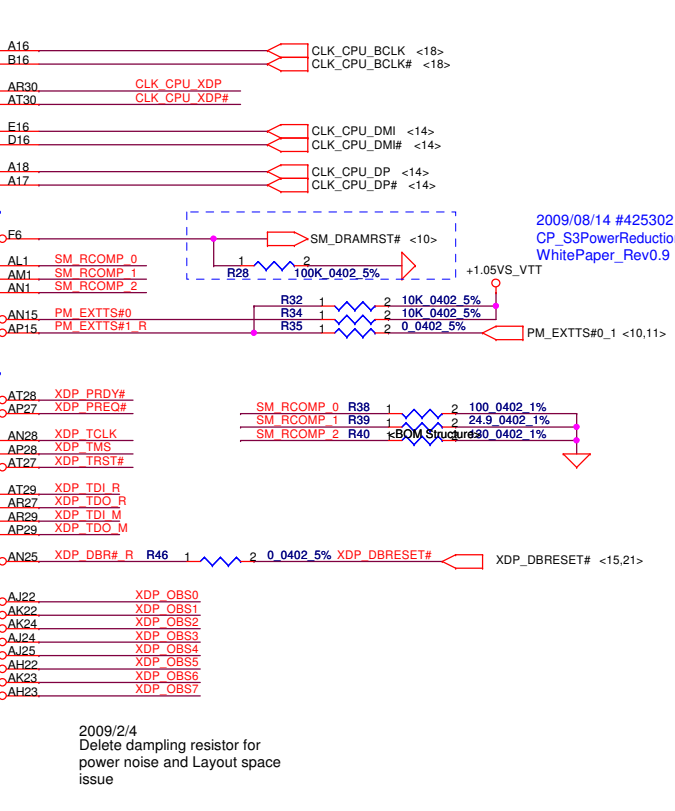 A16 CLK_CPU_BCLK <18>
B16 CLK_CPU_BCLK# <18>
AR30 CLK_CPU_XDP
AT30 CLK_CPU_XDP#
E16 CLK_CPU_DMI <14>
D16 CLK_CPU_DMI# <14>
A18 CLK_CPU_DP <14>
A17 CLK_CPU_DP# <14>
2009/08/14 #425302
CP_S3PowerReductio
WhitePaper_Rev0.9
F6 SM_DRAMRST# <10>
1 2
R28 100K_0402_5%
AL1 SM_RCOMP_0
AM1 SM_RCOMP_1
AN1 SM_RCOMP_2
+1.05VS_VTT
R32 1 2 10K_0402_5%
AN15 PM_EXTTS#0 R34 1 2 10K_0402_5%
AP15 PM_EXTTS#1_R R35 1 2 0_0402_5% PM_EXTTS#0_1 <10,11>
AT28 XDP_PRDY#
AP27 XDP_PREQ#
SM_RCOMP_0 R38 1 2 100_0402_1%
SM_RCOMP_1 R39 1 2 24.9_0402_1%
SM_RCOMP_2 R40 1 <BOM Structure> 2 130_0402_1%
AN28 XDP_TCLK
AP28 XDP_TMS
AT27 XDP_TRST#
AT29 XDP_TDI_R
AR27 XDP_TDO_R
AR29 XDP_TDI_M
AP29 XDP_TDO_M
AN25 XDP_DBR#_R R46 1 2 0_0402_5% XDP_DBRESET# XDP_DBRESET# <15,21>
AJ22 XDP_OBS0
AK22 XDP_OBS1
AK24 XDP_OBS2
AJ24 XDP_OBS3
AJ25 XDP_OBS4
AH22 XDP_OBS5
AK23 XDP_OBS6
AH23 XDP_OBS7
2009/2/4
Delete dampling resistor for
power noise and Layout space
issue